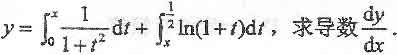 y = ∫₀ˣ 1/(1+t²) dt + ∫ₓ^(1/2) ln(1+t)dt，求导数 dy/dx .